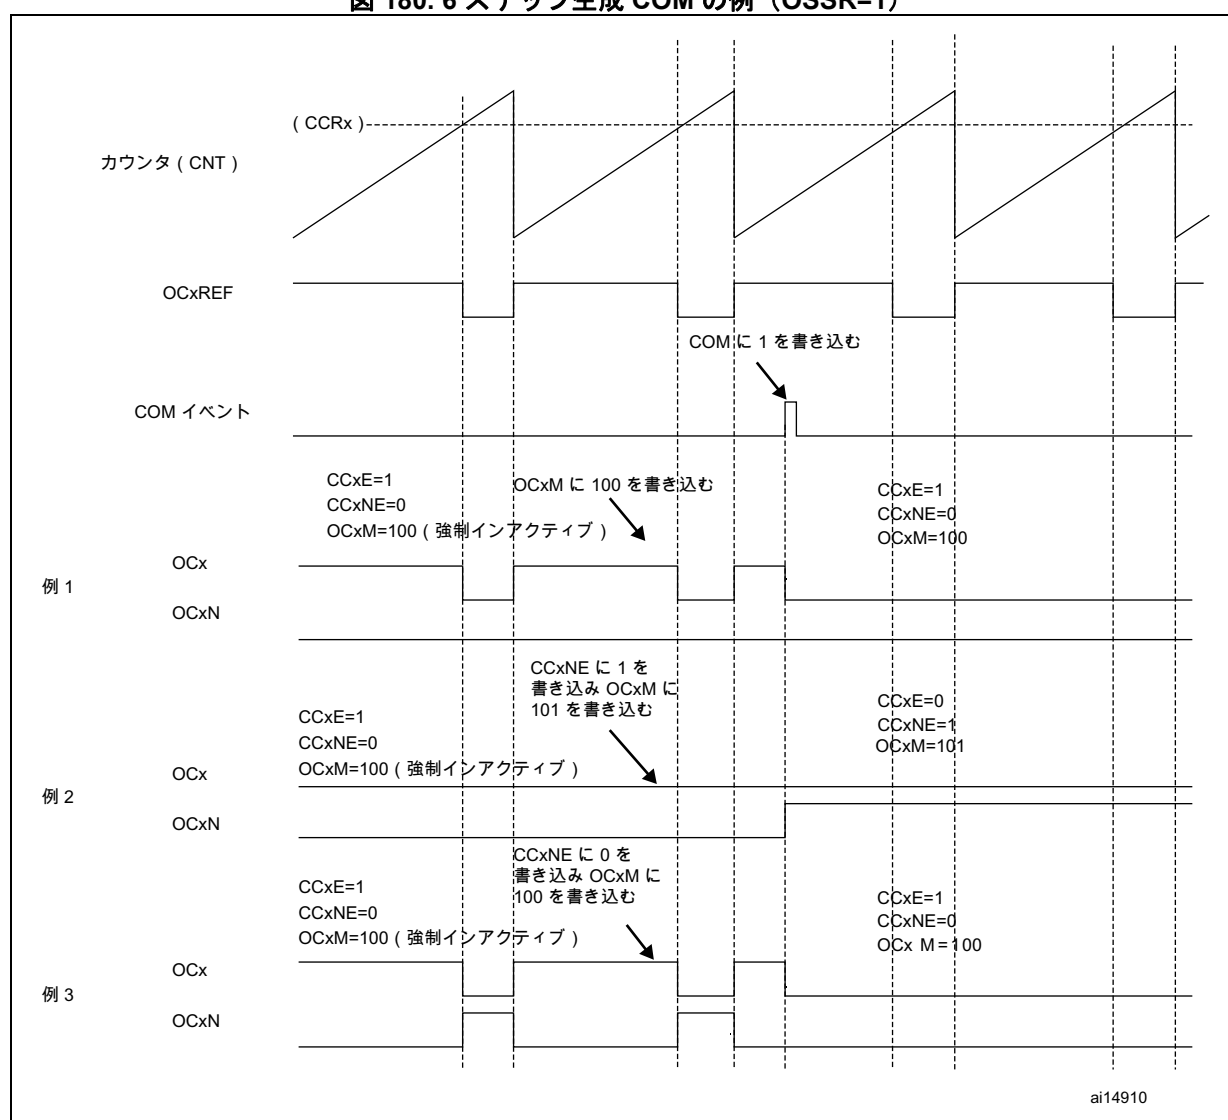 図 180. 6 ステップ生成 COM の例（OSSR=1）
( CCRx )
カウンタ ( CNT )
OCxREF
COM に 1 を書き込む
COM イベント
CCxE=1
CCxNE=0
OCxM=100 ( 強制インアクティブ )
OCxM に 100 を書き込む
CCxE=1
CCxNE=0
OCxM=100
例 1
OCx
OCxN
CCxNE に 1 を
書き込み OCxM に
101 を書き込む
CCxE=1
CCxNE=0
OCxM=100 ( 強制インアクティブ )
CCxE=0
CCxNE=1
OCxM=101
例 2
OCx
OCxN
CCxNE に 0 を
書き込み OCxM に
100 を書き込む
CCxE=1
CCxNE=0
OCxM=100 ( 強制インアクティブ )
CCxE=1
CCxNE=0
OCx M=100
例 3
OCx
OCxN
ai14910